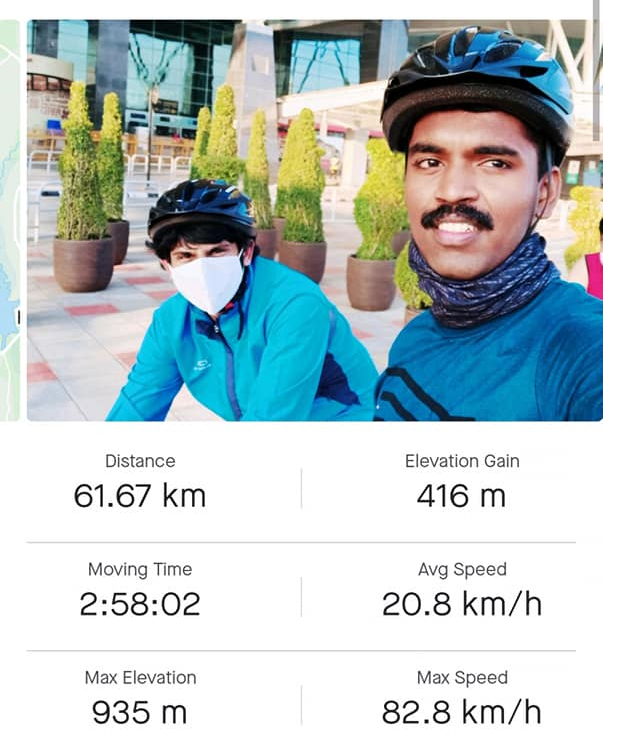 Distance
61.67 km
Elevation Gain
416 m
Moving Time
2:58:02
Avg Speed
20.8 km/h
Max Elevation
935 m
Max Speed
82.8 km/h